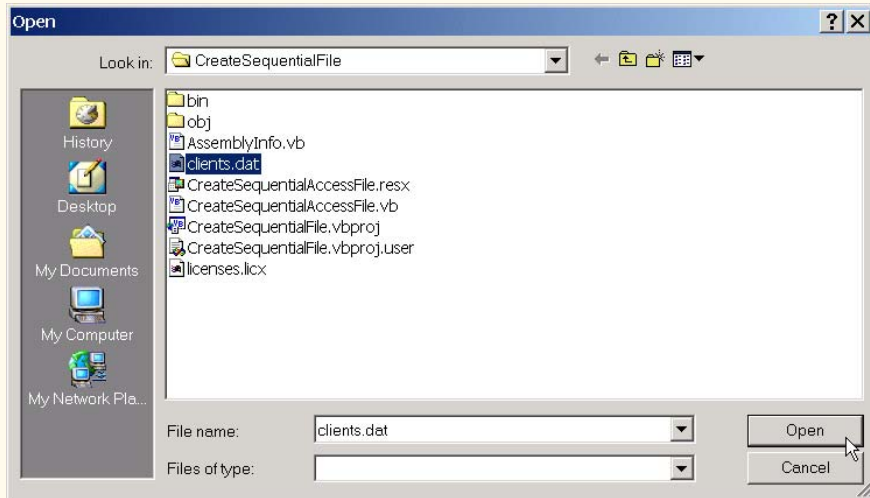 Open
Look in: CreateSequentialFile
History
Desktop
My Documents
My Computer
My Network Pla...
bin
obj
AssemblyInfo.vb
clients.dat
CreateSequentialAccessFile.resx
CreateSequentialAccessFile.vb
CreateSequentialFile.vbproj
CreateSequentialFile.vbproj.user
licenses.licx
File name: clients.dat Open
Files of type: Cancel